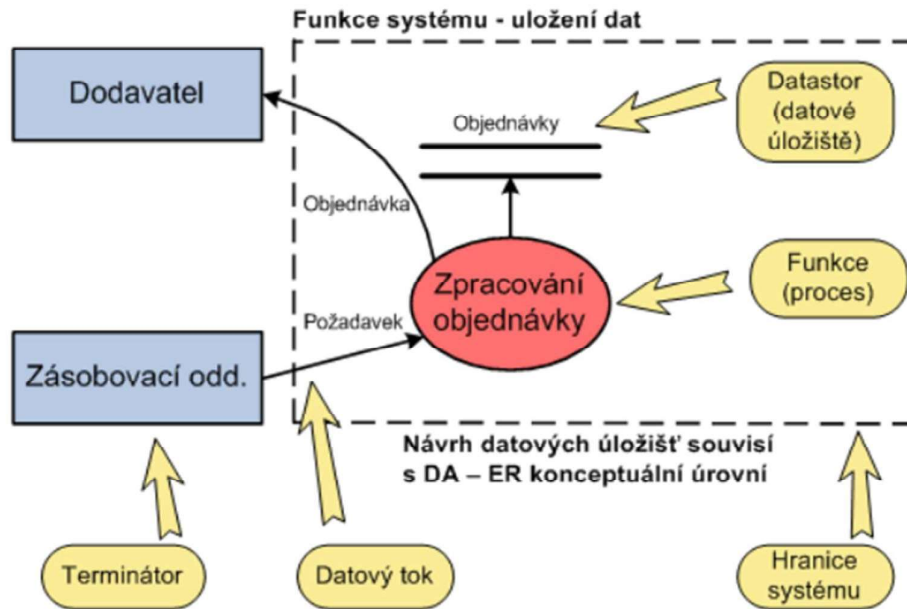 Funkce systému - uložení dat
Dodavatel
Objednávky
Datastor
(datové
úložiště)
Objednávka
Zpracování
objednávky
Funkce
(proces)
Požadavek
Zásobovací odd.
Návrh datových úložišť souvisí
s DA – ER konceptuální úrovní
Terminátor
Datový tok
Hranice
systému